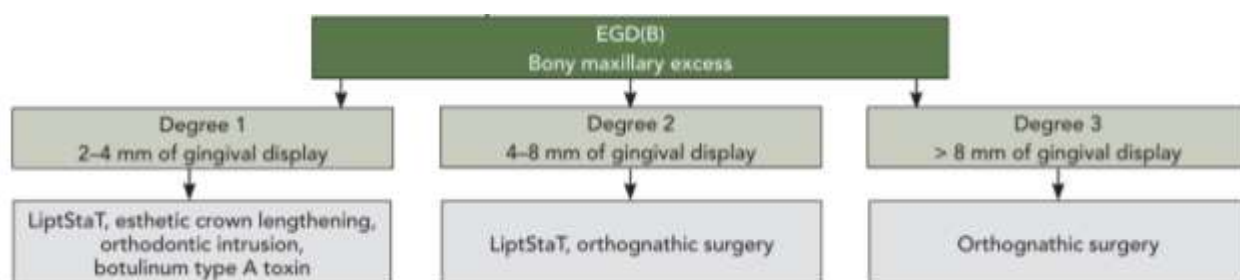 EGD(B)
Bony maxillary excess
Degree 1
2–4 mm of gingival display
Degree 2
4–8 mm of gingival display
Degree 3
> 8 mm of gingival display
LiptStaT, esthetic crown lengthening,
orthodontic intrusion,
botulinum type A toxin
LiptStaT, orthognathic surgery
Orthognathic surgery